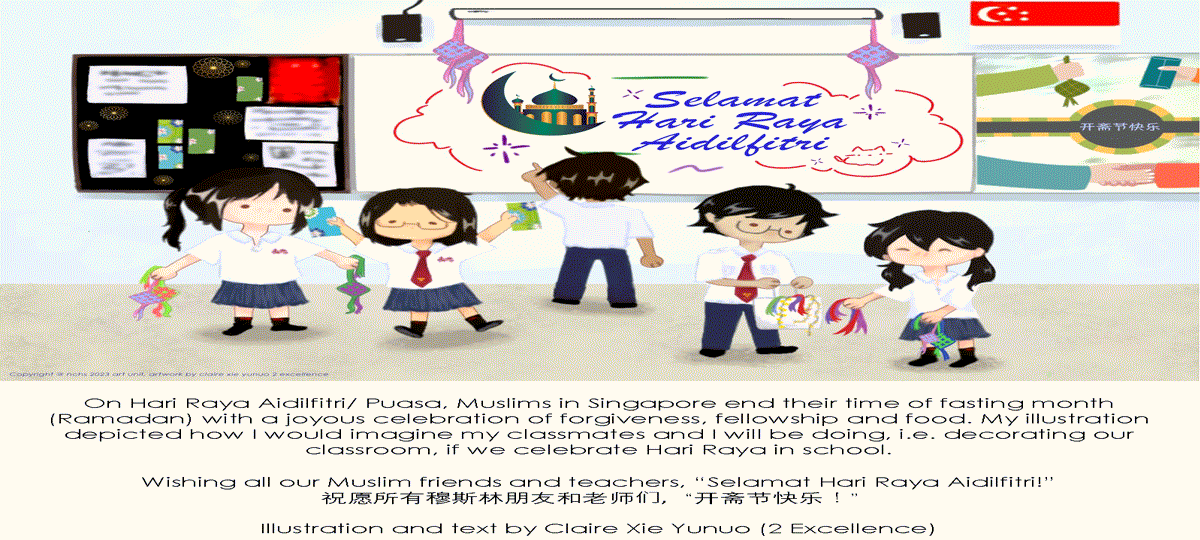 Selamat
Hari Raya
Aidilfitri
开斋节快乐
Copyright @ nchs 2023 art unit, artwork by claire xie yunuo 2 excellence
On Hari Raya Aidilfitri/ Puasa, Muslims in Singapore end their time of fasting month
(Ramadan) with a joyous celebration of forgiveness, fellowship and food. My illustration
depicted how I would imagine my classmates and I will be doing, i.e. decorating our
classroom, if we celebrate Hari Raya in school.
Wishing all our Muslim friends and teachers, “Selamat Hari Raya Aidilfitri!”
祝愿所有穆斯林朋友和老师们, “开斋节快乐！”
Illustration and text by Claire Xie Yunuo (2 Excellence)